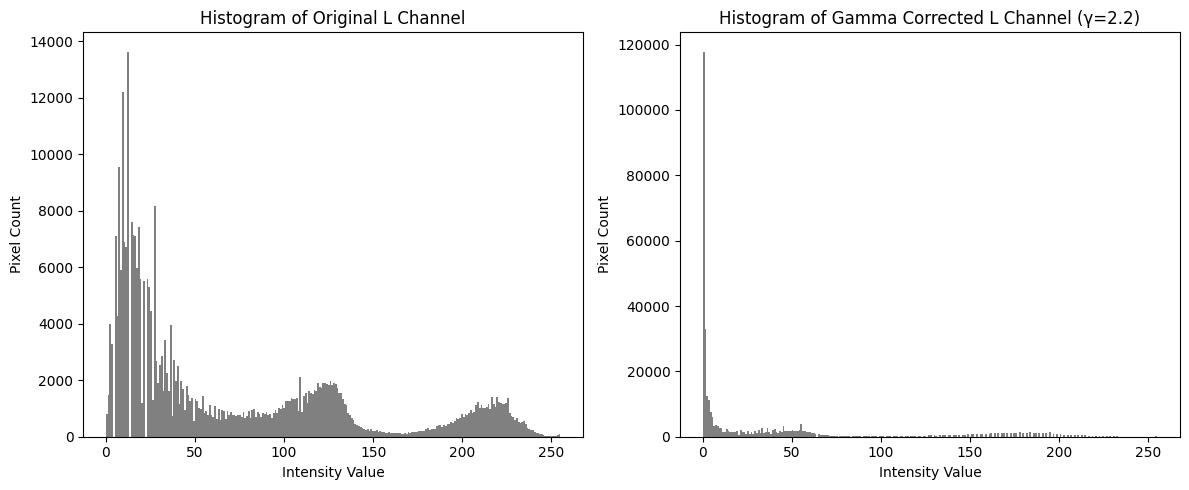 Histogram of Original L Channel
14000
12000
10000
8000
6000
4000
2000
0
Pixel Count
0 50 100 150 200 250
Intensity Value
Histogram of Gamma Corrected L Channel (γ=2.2)
120000
100000
80000
60000
40000
20000
0
Pixel Count
0 50 100 150 200 250
Intensity Value